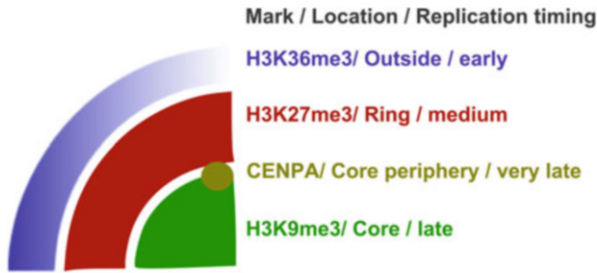 Mark / Location / Replication timing
H3K36me3/ Outside / early
H3K27me3/ Ring / medium
CENPA/ Core periphery / very late
H3K9me3/ Core / late